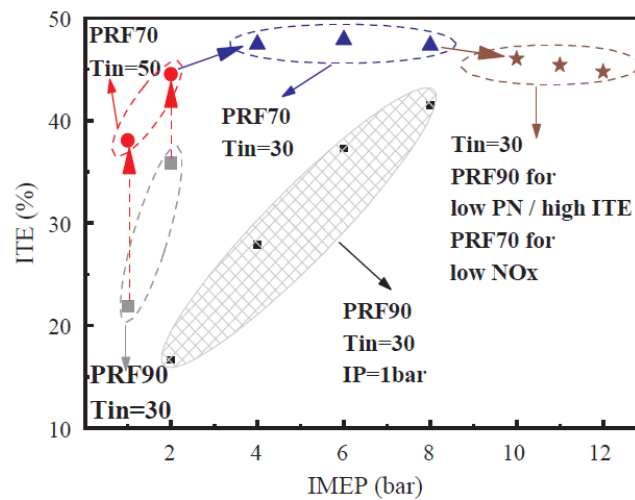 PRF70
Tin=50
PRF70
Tin=30
Tin=30
PRF90 for
low PN / high ITE
PRF70 for
low NOx
PRF90
Tin=30
IP=1bar
PRF90
Tin=30
ITE (%)
50
40
30
20
10
2
4
6
8
10
12
IMEP (bar)